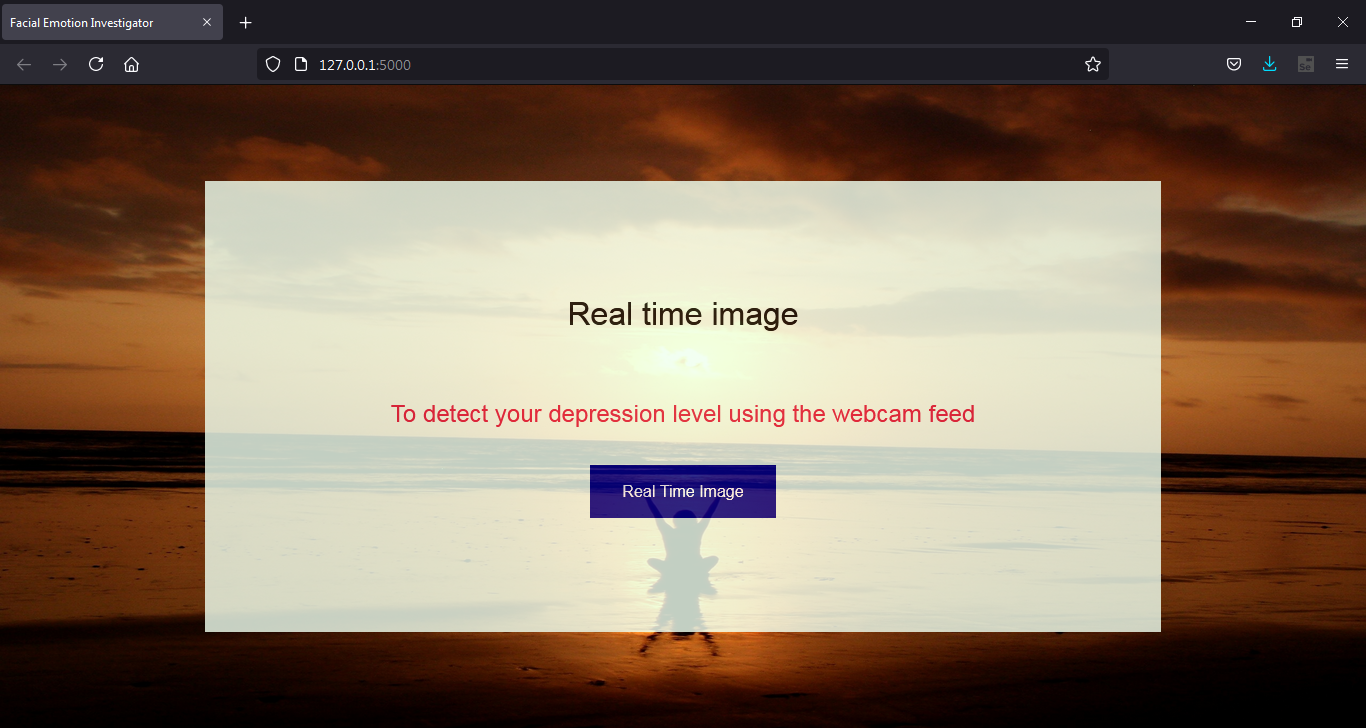 Facial Emotion Investigator
127.0.0.1:5000
Se
Real time image
To detect your depression level using the webcam feed
Real Time Image